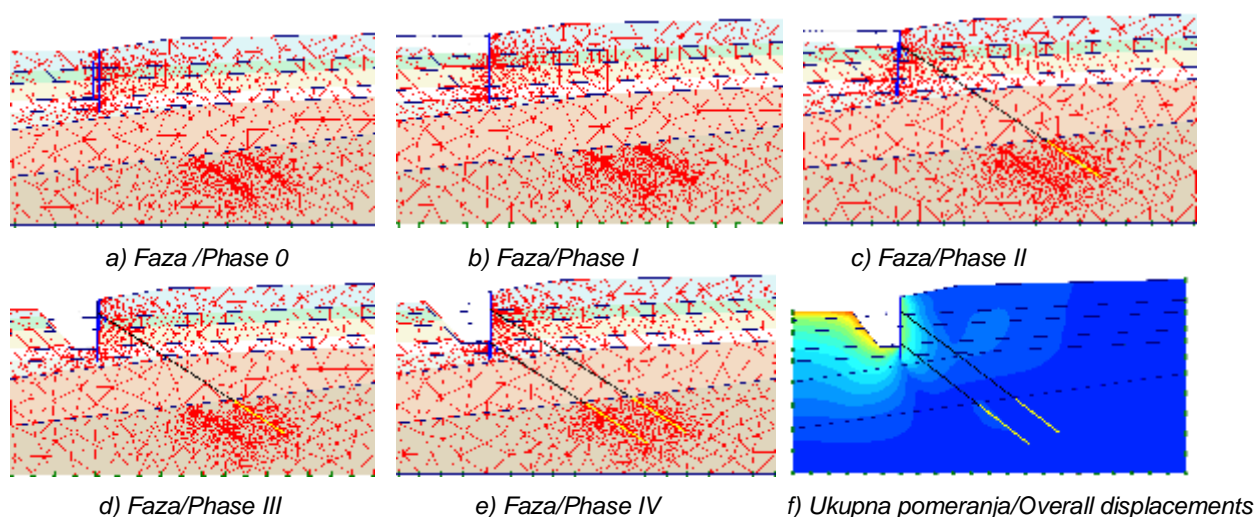 a) Faza /Phase 0
b) Faza/Phase I
c) Faza/Phase II
d) Faza/Phase III
e) Faza/Phase IV
f) Ukupna pomeranja/Overall displacements